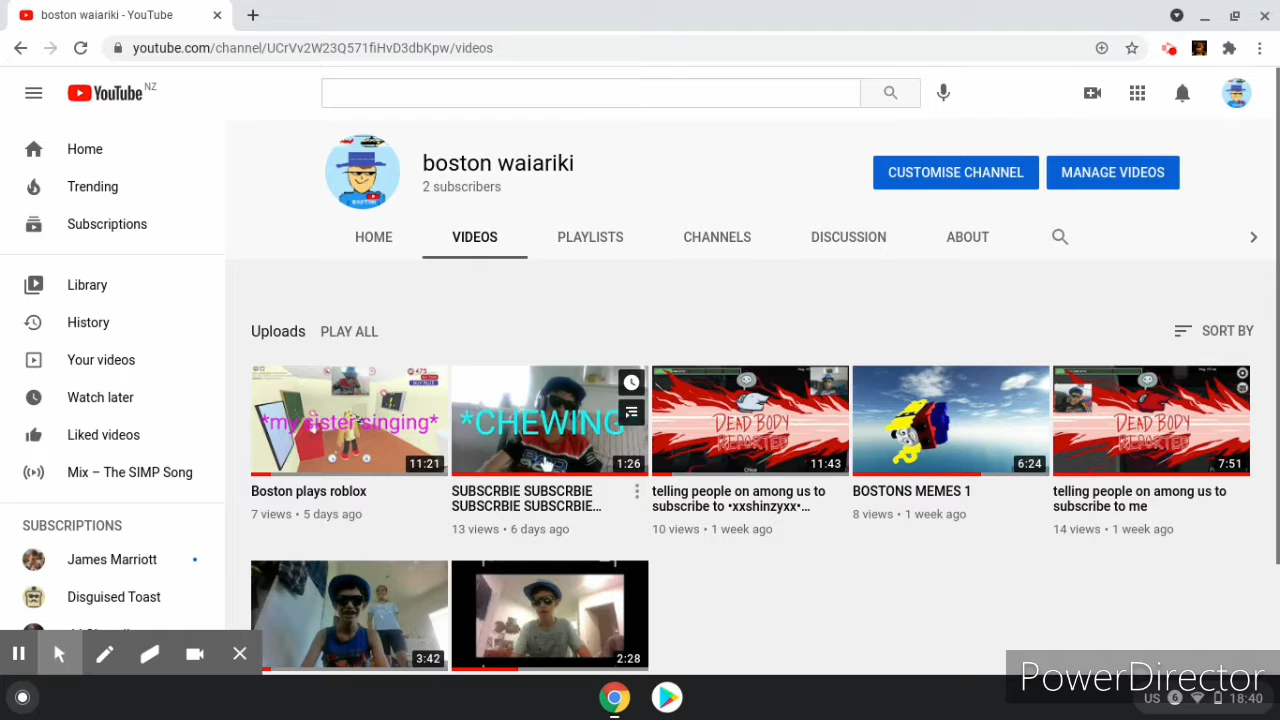 boston waiariki - YouTube
youtube.com/channel/UCrVv2W23Q571fiHvD3dbKpw/videos
YouTube NZ
Home
Trending
Subscriptions
Library
History
Your videos
Watch later
Liked videos
Mix – The SIMP Song
SUBSCRIPTIONS
James Marriott
Disguised Toast
boston waiariki
2 subscribers
CUSTOMISE CHANNEL
MANAGE VIDEOS
HOME
VIDEOS
PLAYLISTS
CHANNELS
DISCUSSION
ABOUT
Uploads
PLAY ALL
SORT BY
*my sister singing*
475
11:21
Boston plays roblox
7 views • 5 days ago
*CHEWING
1:26
SUBSCRBIE SUBSCRBIE
SUBSCRBIE SUBSCRBIE...
13 views • 6 days ago
DEAD BODY
REPORTED
11:43
telling people on among us to
subscribe to •xxshinzyxx•...
10 views • 1 week ago
6:24
BOSTONS MEMES 1
8 views • 1 week ago
DEAD BODY
REPORTED
7:51
telling people on among us to
subscribe to me
14 views • 1 week ago
3:42
2:28
PowerDirector
US 6 18:40